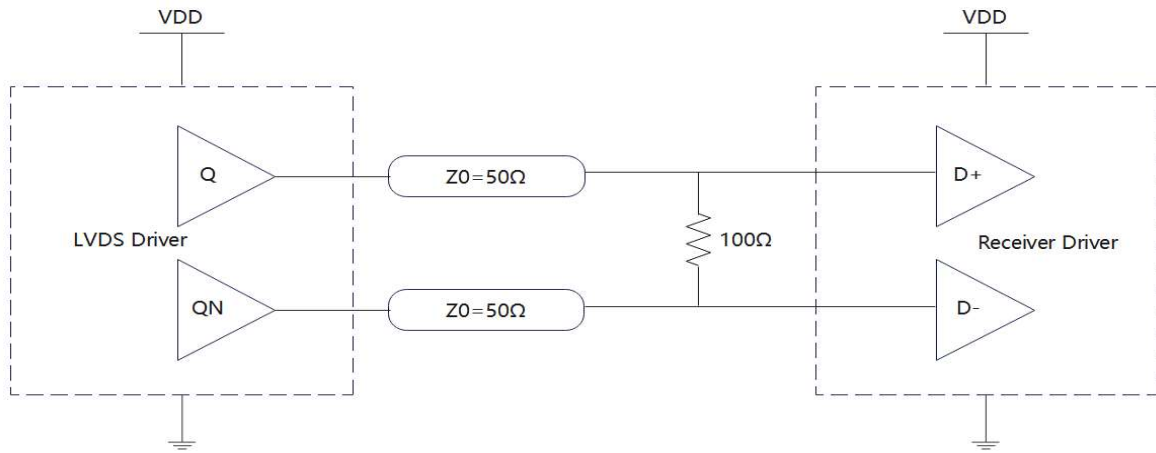 VDD
VDD
Q
Z0=50Ω
D+
LVDS Driver
100Ω
Receiver Driver
QN
Z0=50Ω
D-